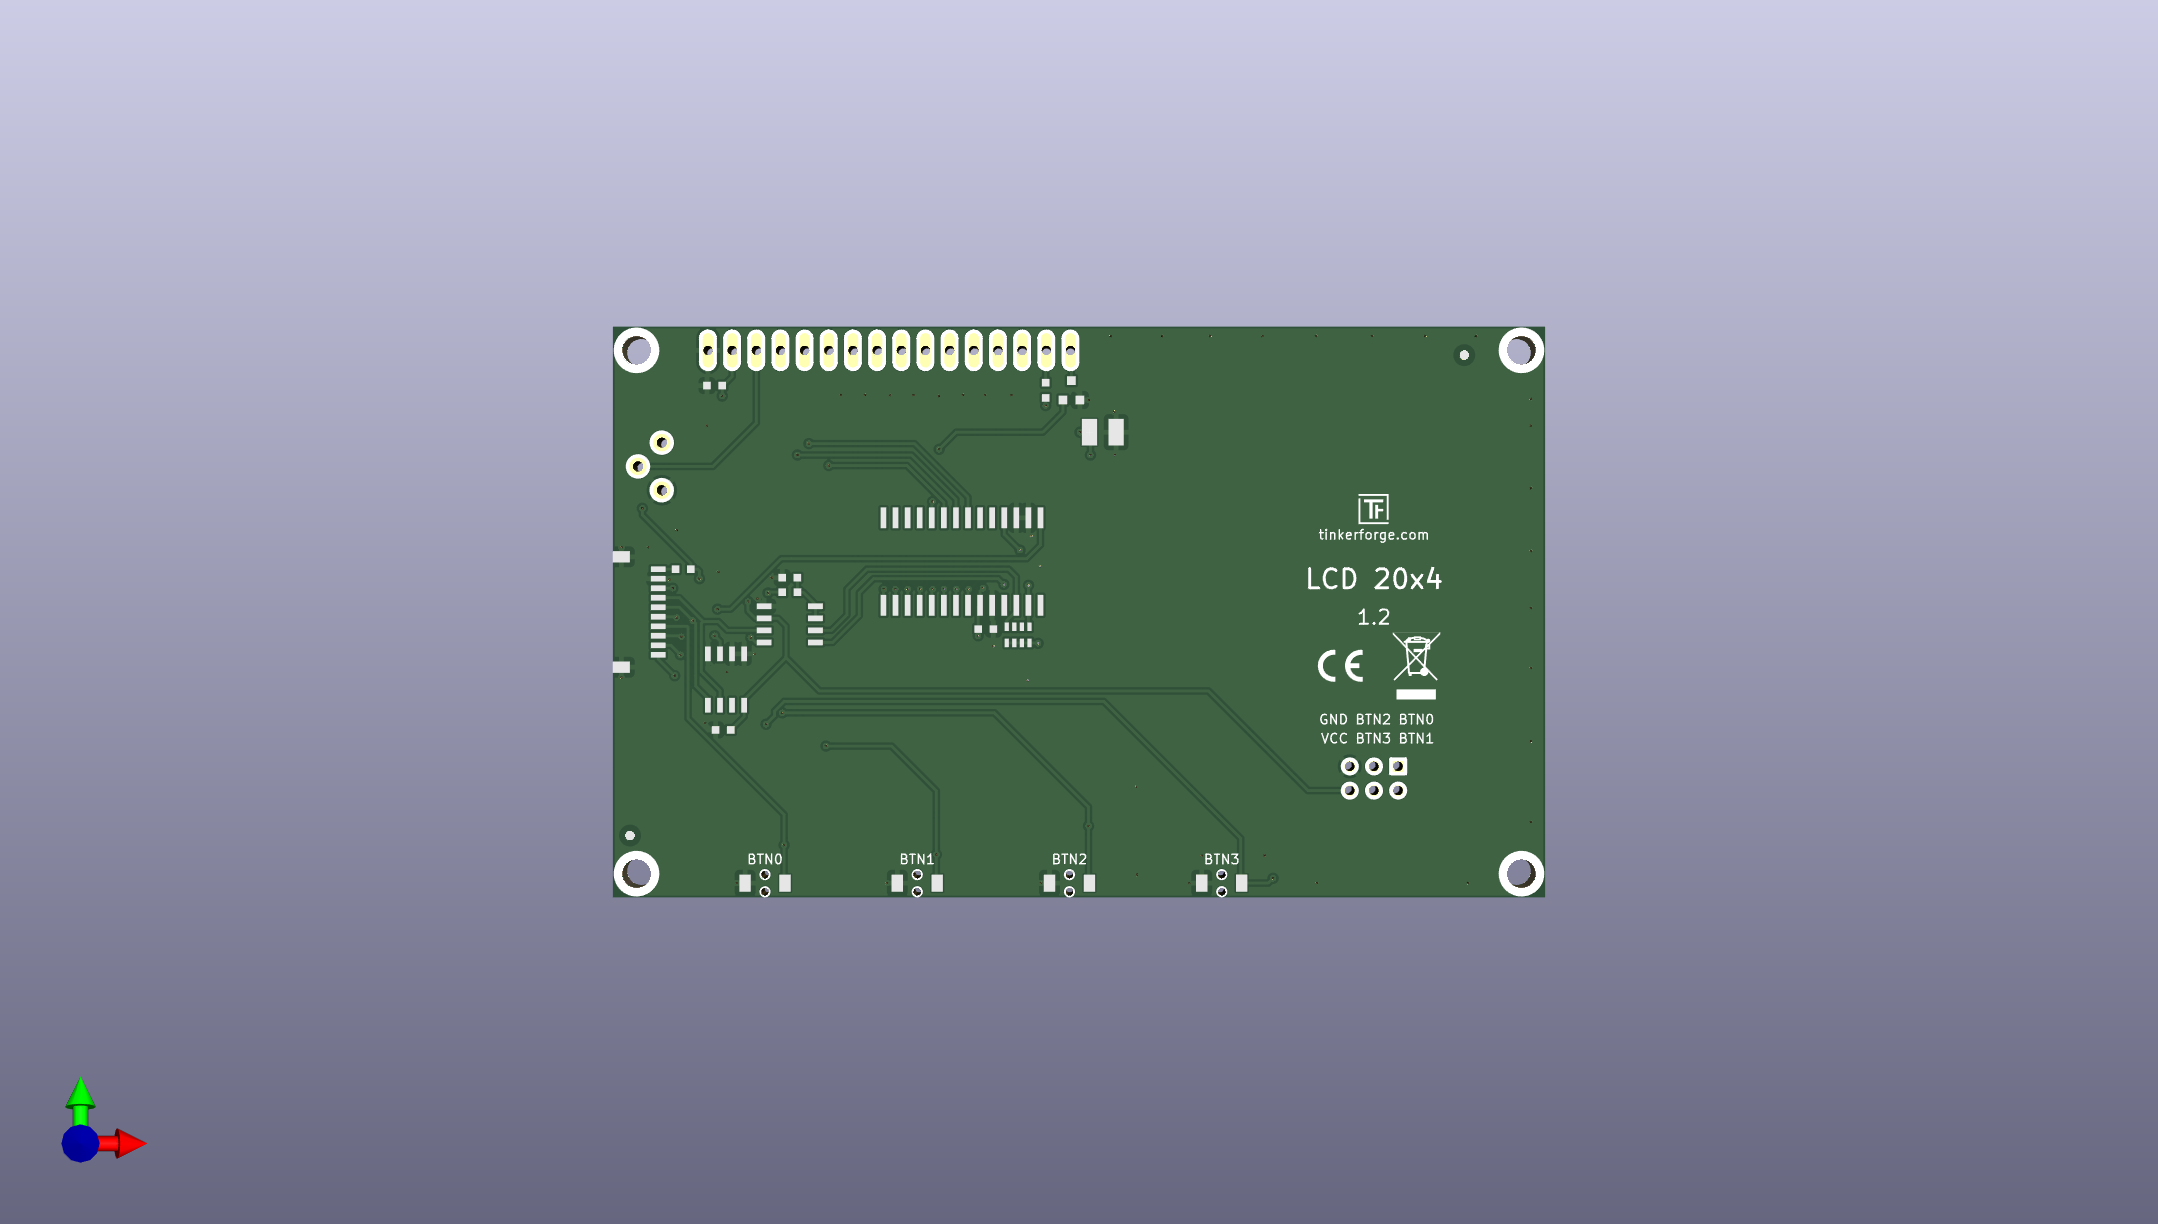 TF
tinkerforge.com
LCD 20x4
1.2
CE
GND BTN2 BTN0
VCC BTN3 BTN1
BTN0 BTN1 BTN2 BTN3